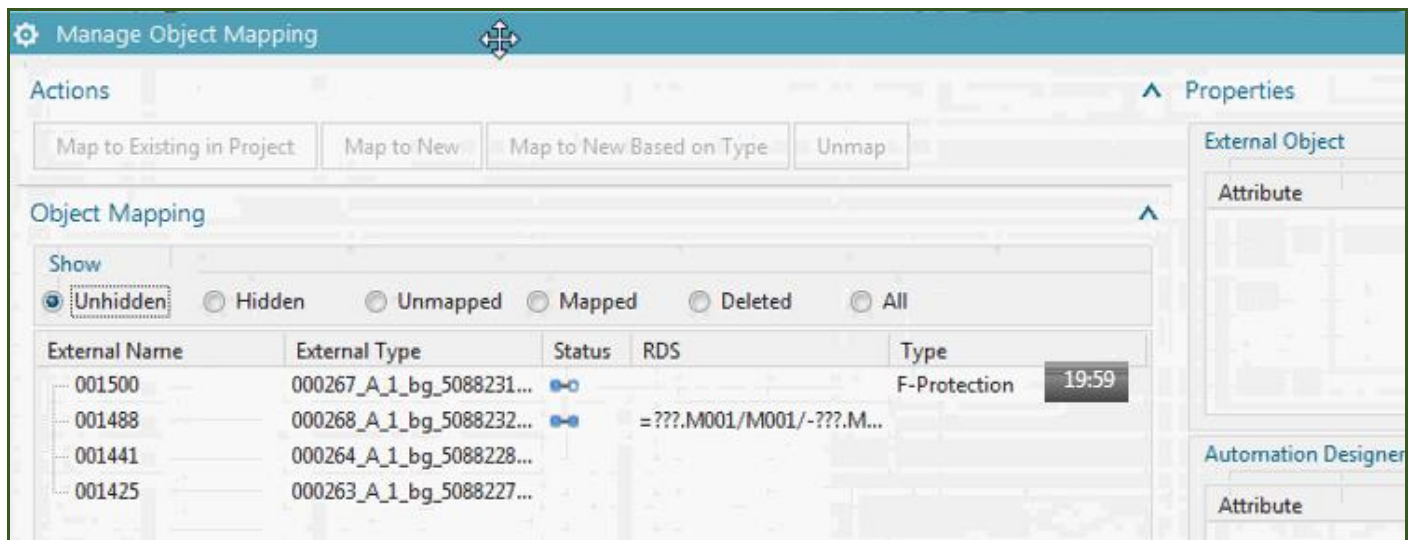 Manage Object Mapping
Actions
Properties
Map to Existing in Project Map to New Map to New Based on Type Unmap
External Object
Attribute
Object Mapping
Show
Unhidden Hidden Unmapped Mapped Deleted All
External Name External Type Status RDS Type
001500 000267_A_1_bg_5088231... F-Protection 19:59
001488 000268_A_1_bg_5088232... =???.M001/M001/-???.M...
001441 000264_A_1_bg_5088228...
001425 000263_A_1_bg_5088227...
Automation Designer
Attribute